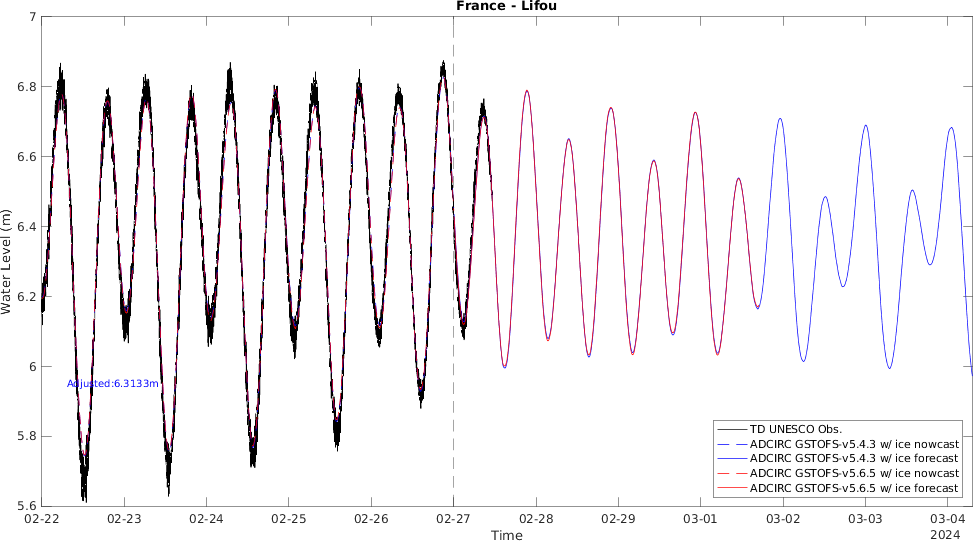 France - Lifou
7
6.8
6.6
6.4
6.2
6
5.8
5.6
Water Level (m)
Adjusted:6.3133m
TD UNESCO Obs.
ADCIRC GSTOFS-v5.4.3 w/ ice nowcast
ADCIRC GSTOFS-v5.4.3 w/ ice forecast
ADCIRC GSTOFS-v5.6.5 w/ ice nowcast
ADCIRC GSTOFS-v5.6.5 w/ ice forecast
02-22 02-23 02-24 02-25 02-26 02-27 02-28 02-29 03-01 03-02 03-03 03-04
Time 2024